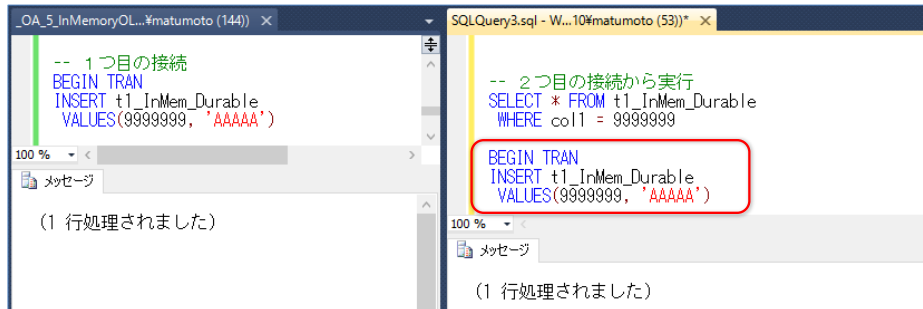 _OA_5_InMemoryOL...¥matumoto (144))
-- 1つ目の接続
BEGIN TRAN
INSERT t1_InMem_Durable
VALUES(9999999, 'AAAAA')
100 %
メッセージ
(1 行処理されました)
SQLQuery3.sql - W...10¥matumoto (53))*
-- 2つ目の接続から実行
SELECT * FROM t1_InMem_Durable
WHERE col1 = 9999999
BEGIN TRAN
INSERT t1_InMem_Durable
VALUES(9999999, 'AAAAA')
100 %
メッセージ
(1 行処理されました)